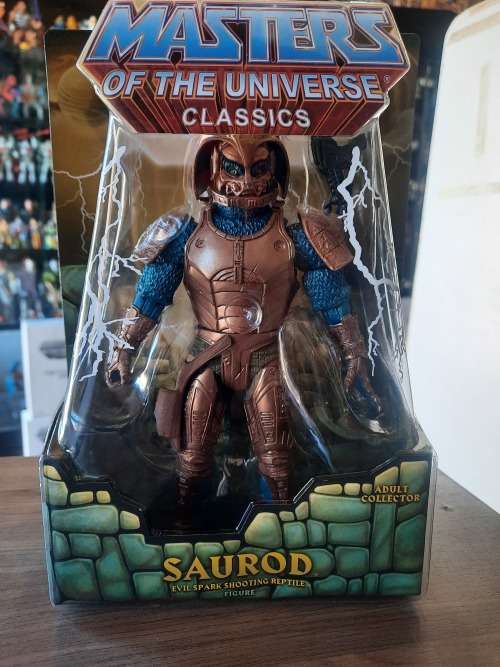 MASTERS
OF THE UNIVERSE®
CLASSICS
ADULT
COLLECTOR
SAUROD
EVIL SPARK SHOOTING REPTILE
FIGURE